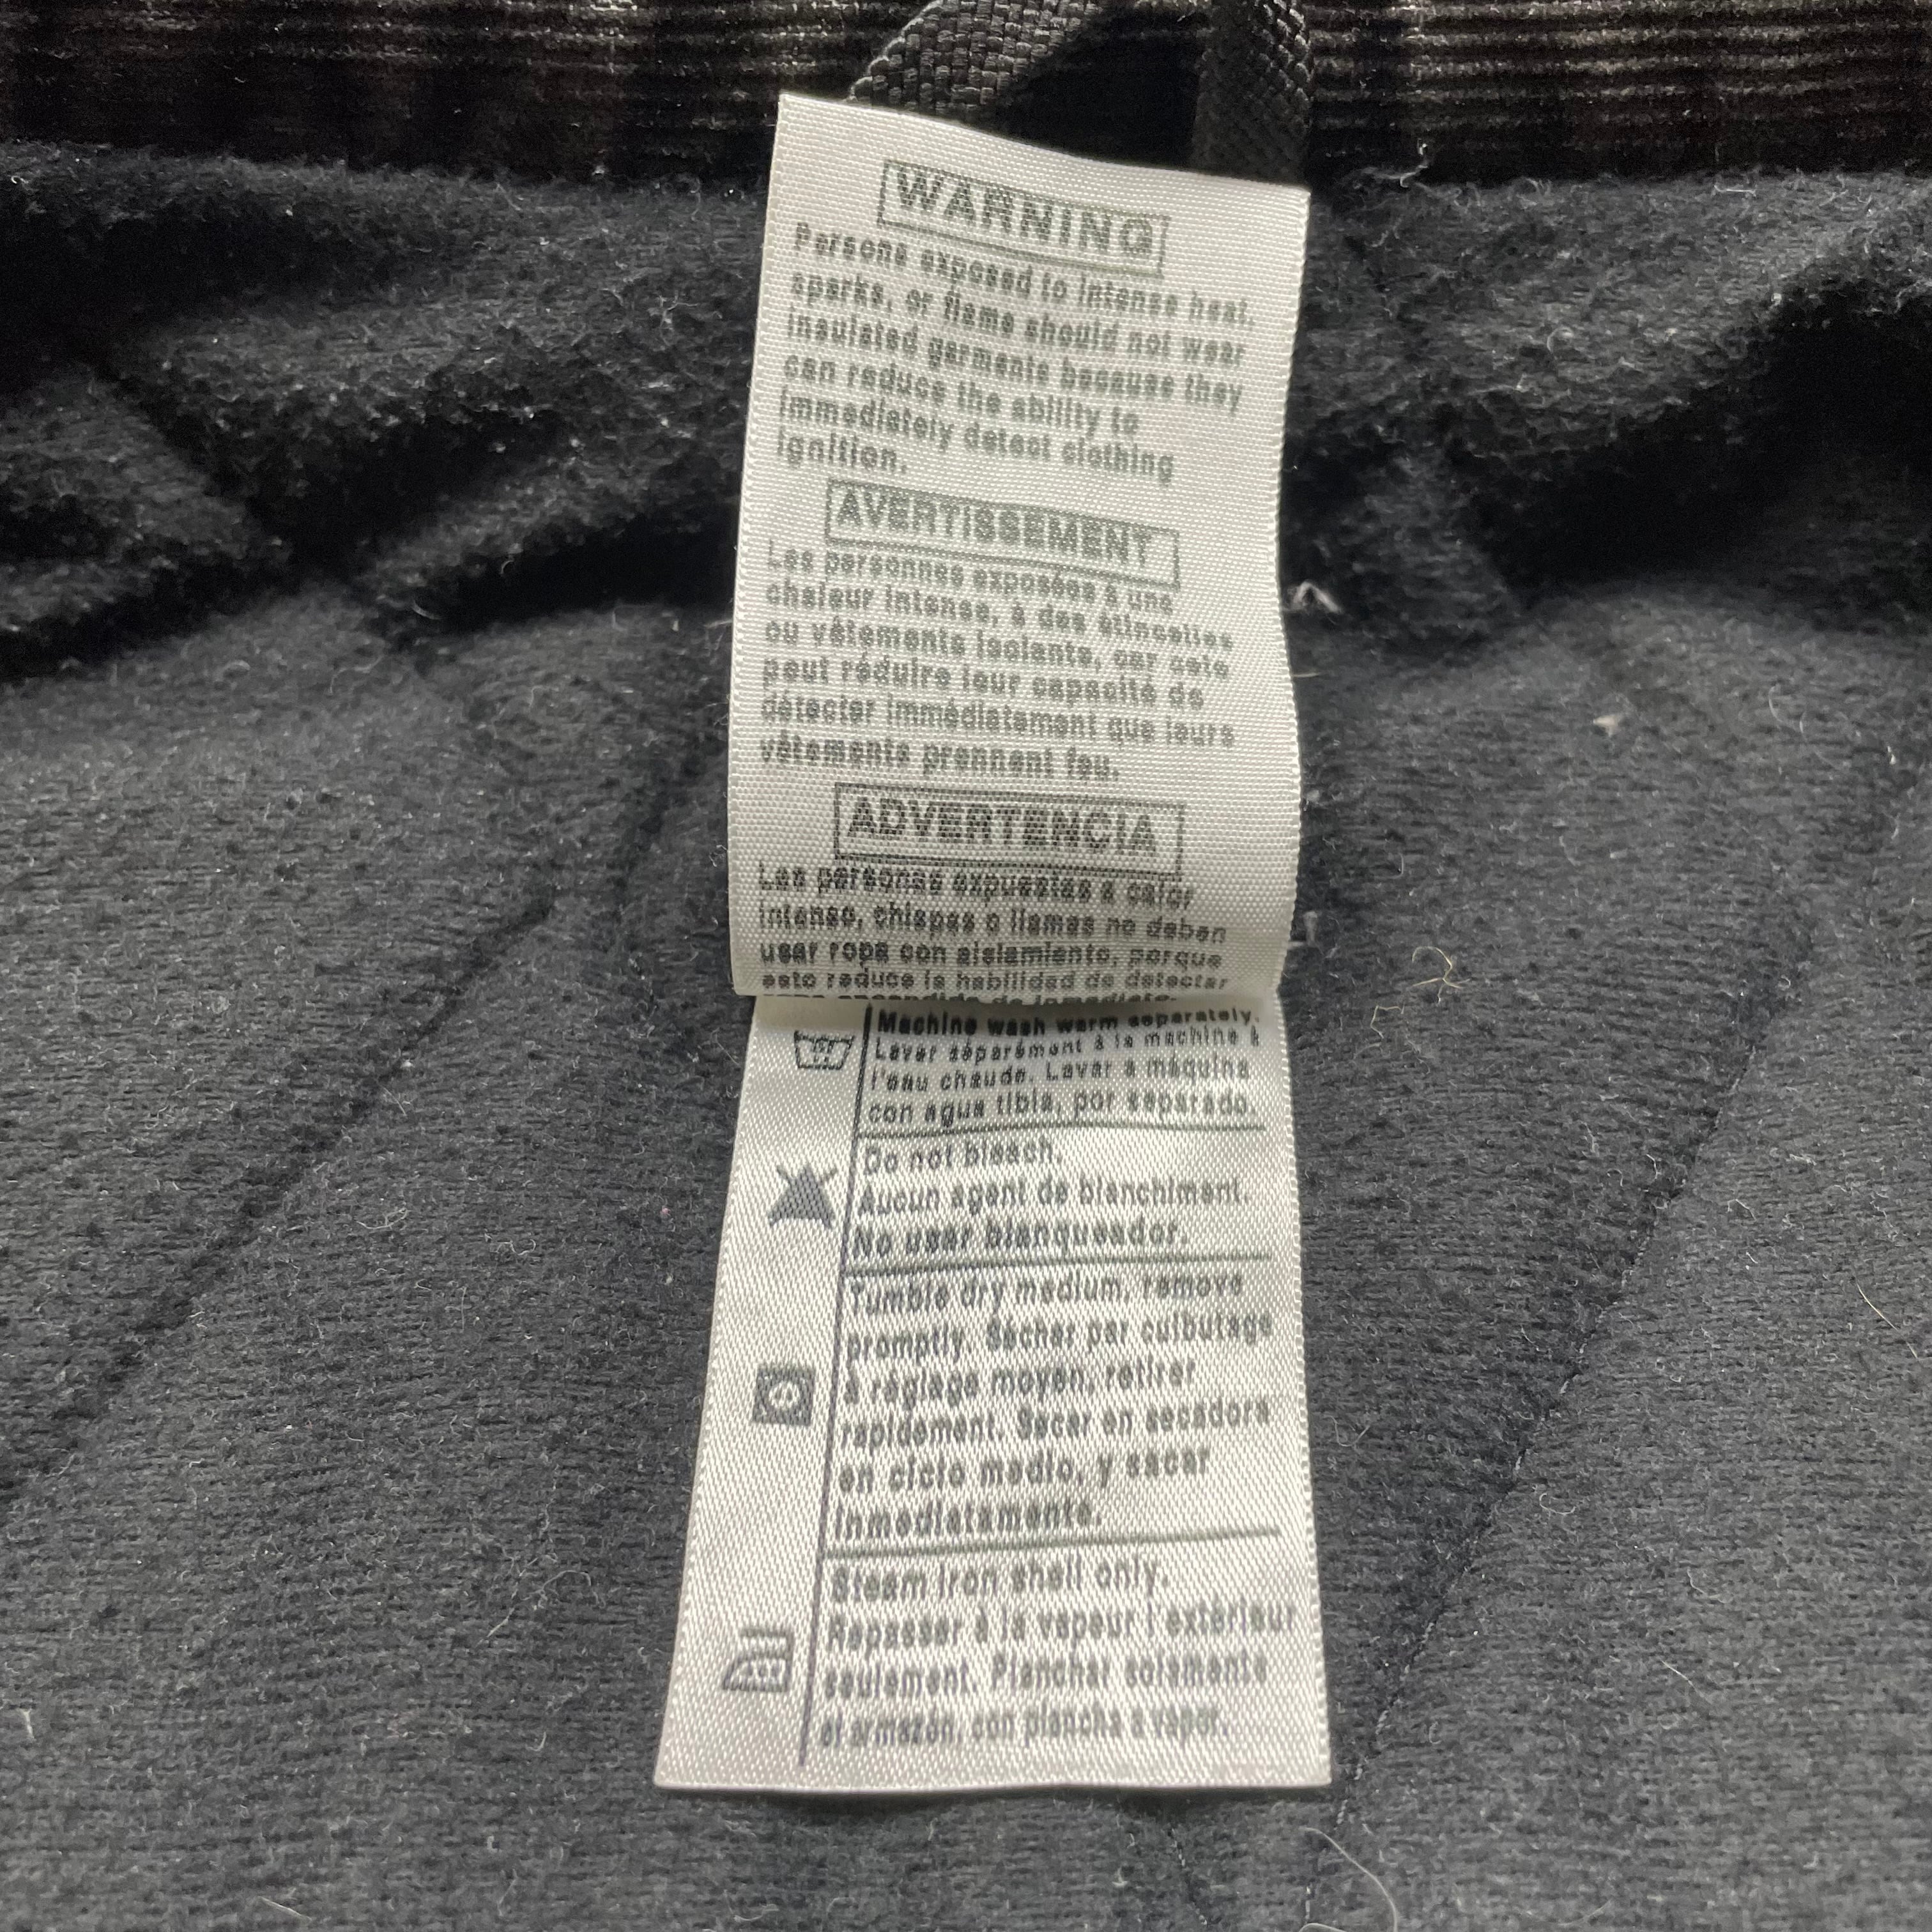 WARNING
Persons exposed to intense heat,
sparks, or flame should not wear
insulated garments because they
can reduce the ability to
immediately detect clothing
ignition.
AVERTISSEMENT
Les personnes exposées à une
chaleur intense, à des étincelles
ou vêtements isolants, car cete
peut réduire leur capacité de
détecter immédiatement que leurs
vêtements prennent feu.
ADVERTENCIA
Las personas expuestas a calor
intenso, chispas o llamas no deben
usar ropa con aislamiento, porque
esto reduce la habilidad de detectar
encendida de inmediato.
Machine wash warm separately.
Laver séparément à la machine à
l'eau chaude. Lavar a máquina
con agua tibia, por separado.
Do not bleach.
Aucun agent de blanchiment.
No usar blanqueador.
Tumble dry medium, remove
promptly. Sécher par culbutage
à réglage moyen, retirer
rapidement. Secar en secadora
en ciclo medio, y sacar
inmediatamente.
Steam iron shell only.
Repasser à la vapeur l'extérieur
seulement. Planchar solamente
el armazón, con plancha a vapor.